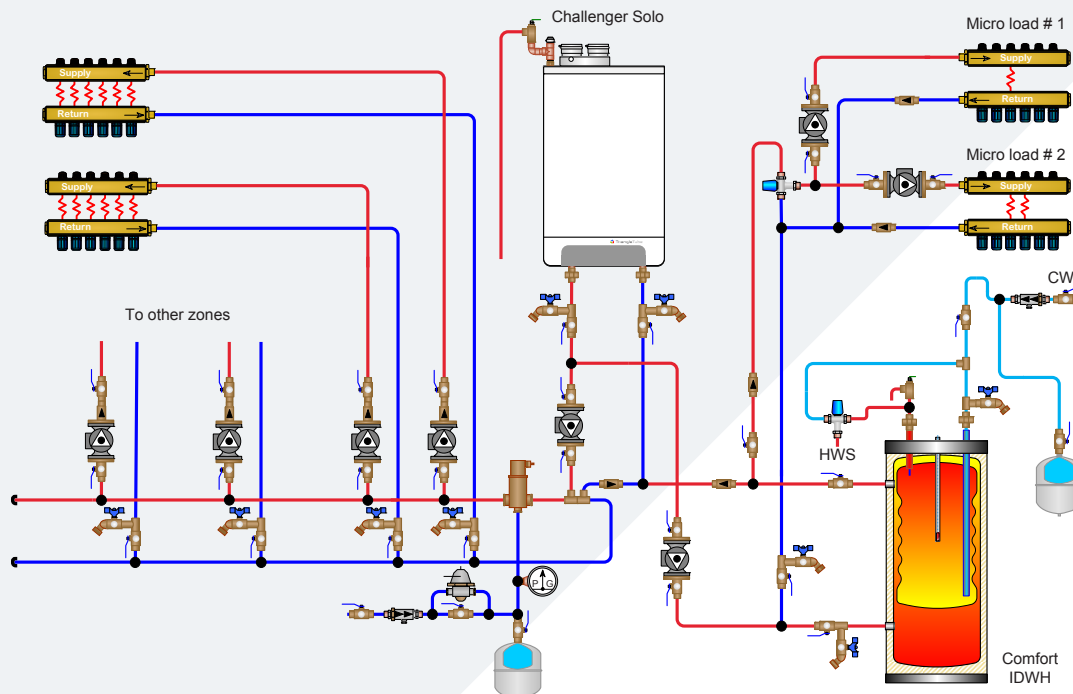 Challenger Solo
Micro load # 1
Supply
Return
Supply
Return
Micro load # 2
Supply
Return
Supply
Return
TriangleTube
CW
To other zones
HWS
P G
Comfort
IDWH